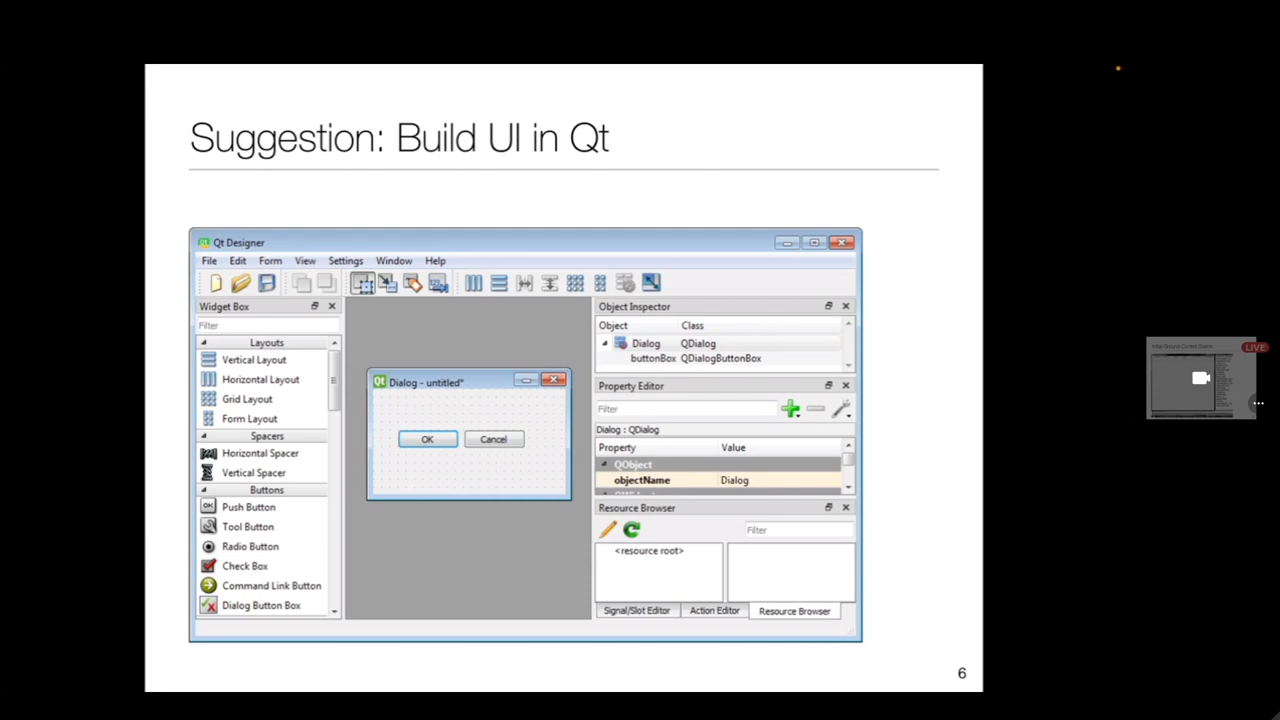 Suggestion: Build UI in Qt
Qt Designer
File Edit Form View Settings Window Help
Widget Box
Filter
Layouts
Vertical Layout
Horizontal Layout
Grid Layout
Form Layout
Spacers
Horizontal Spacer
Vertical Spacer
Buttons
Push Button
Tool Button
Radio Button
Check Box
Command Link Button
Dialog Button Box
Dialog - untitled*
OK Cancel
Object Inspector
Object Class
Dialog QDialog
buttonBox QDialogButtonBox
Property Editor
Filter
Dialog : QDialog
Property Value
QObject
objectName Dialog
Resource Browser
Filter
<resource root>
Signal/Slot Editor Action Editor Resource Browser
6
Initial Ground Control Station
LIVE